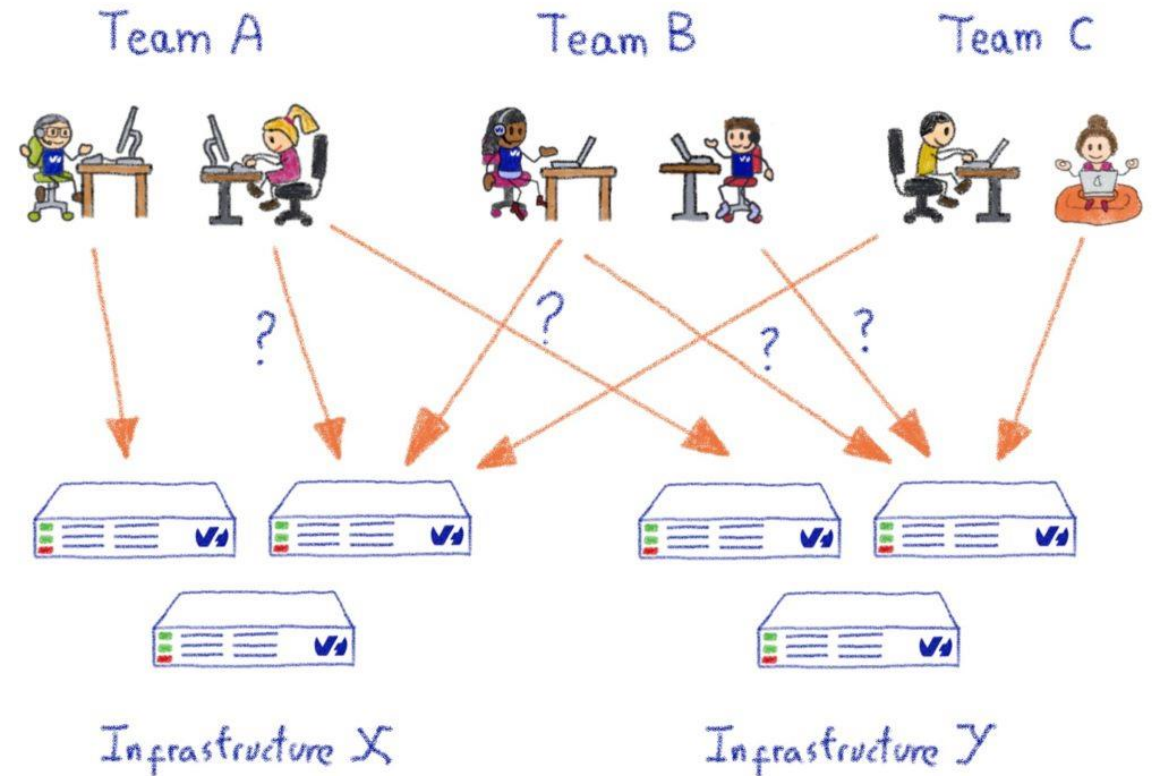 Team A
Team B
Team C
?
?
?
?
Infrastructure X
Infrastructure Y